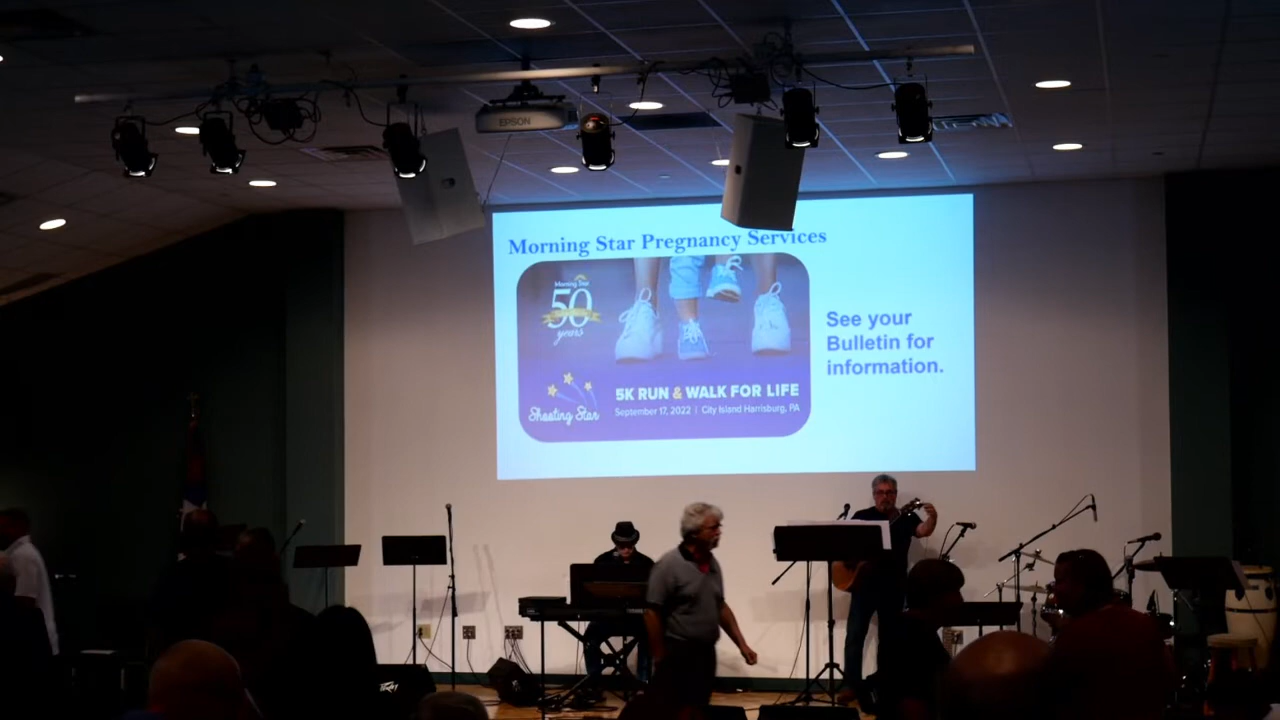 EPSON
Morning Star Pregnancy Services
Morning Star
50
years
See your
Bulletin for
information.
Shooting Star
5K RUN & WALK FOR LIFE
September 17, 2022 | City Island Harrisburg, PA